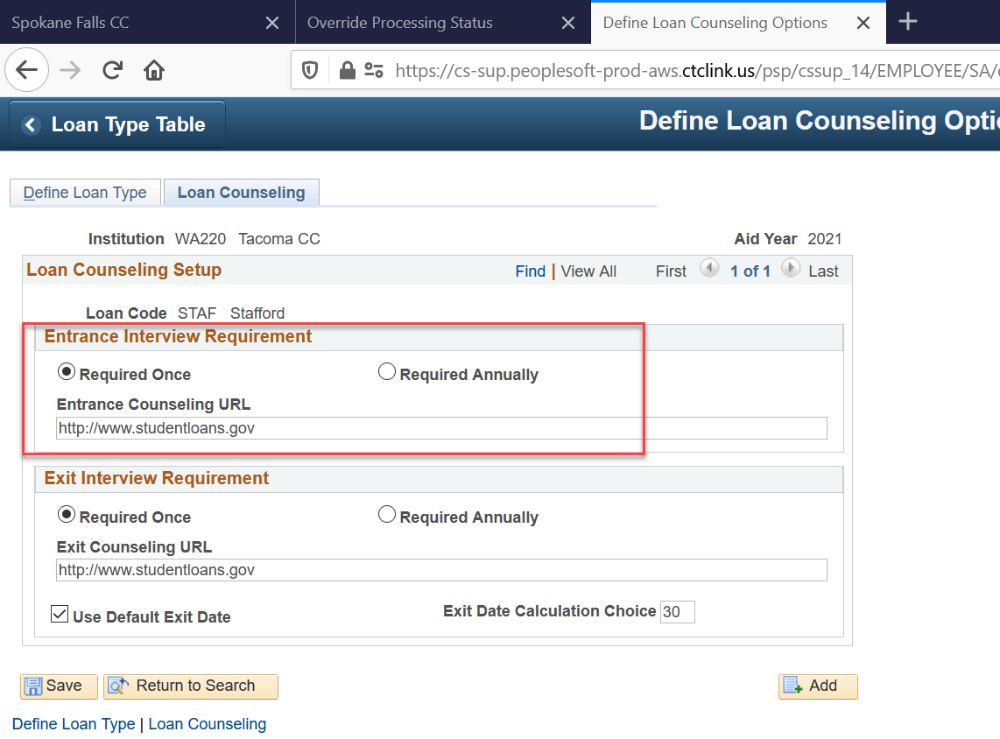 Spokane Falls CC Override Processing Status Define Loan Counseling Options
https://cs-sup.peoplesoft-prod-aws.ctclink.us/psp/cssup_14/EMPLOYEE/SA/
Loan Type Table Define Loan Counseling Opti
Define Loan Type Loan Counseling
Institution WA220 Tacoma CC Aid Year 2021
Loan Counseling Setup Find | View All First 1 of 1 Last
Loan Code STAF Stafford
Entrance Interview Requirement
Required Once Required Annually
Entrance Counseling URL
http://www.studentloans.gov
Exit Interview Requirement
Required Once Required Annually
Exit Counseling URL
http://www.studentloans.gov
Use Default Exit Date Exit Date Calculation Choice 30
Save Return to Search Add
Define Loan Type | Loan Counseling